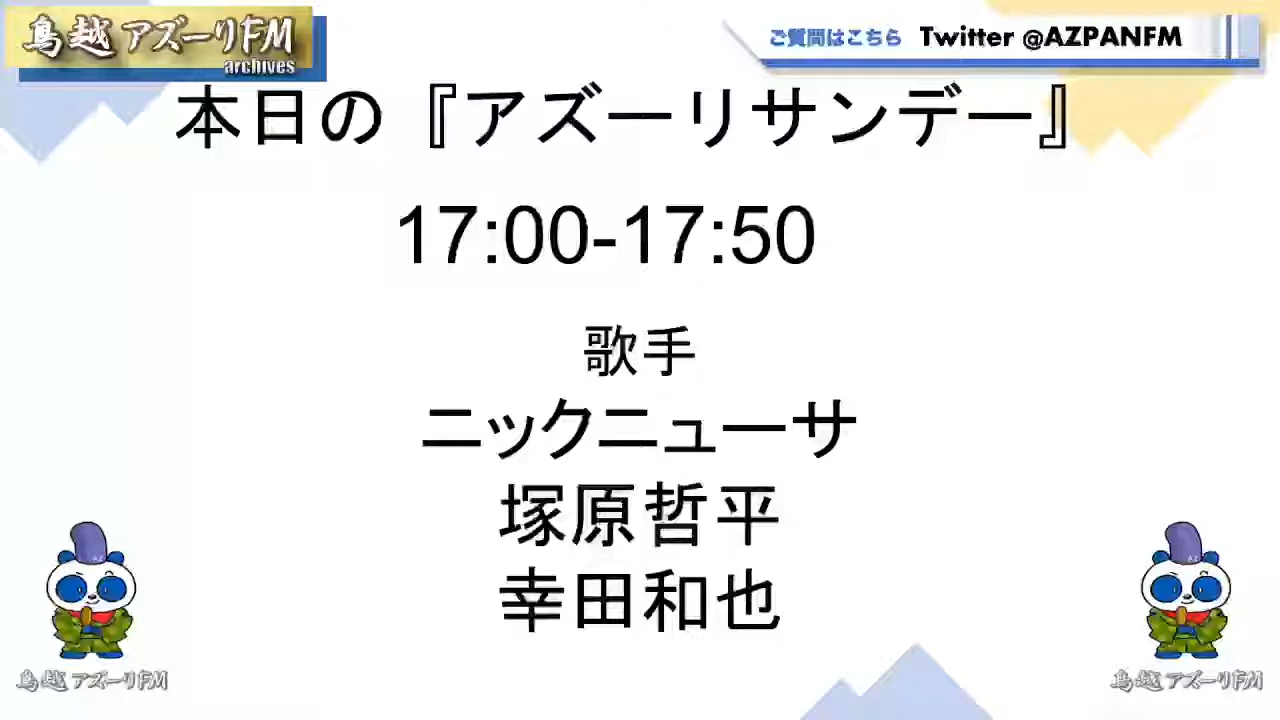 鳥越アズーリFM
archives
ご質問はこちら Twitter @AZPANFM
本日の『アズーリサンデー』
17:00-17:50
歌手
ニックニューサ
塚原哲平
幸田和也
AZ
AZ
鳥越アズーリFM
鳥越アズーリFM